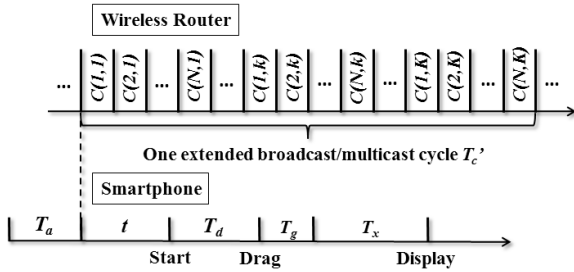 Wireless Router
... C(1,1) C(2,1) ... C(N,1) ... C(1,k) C(2,k) ... C(N,k) ... C(1,K) C(2,K) ... C(N,K) ...
One extended broadcast/multicast cycle Tc’
Smartphone
Ta t Td Tg Tx
Start Drag Display